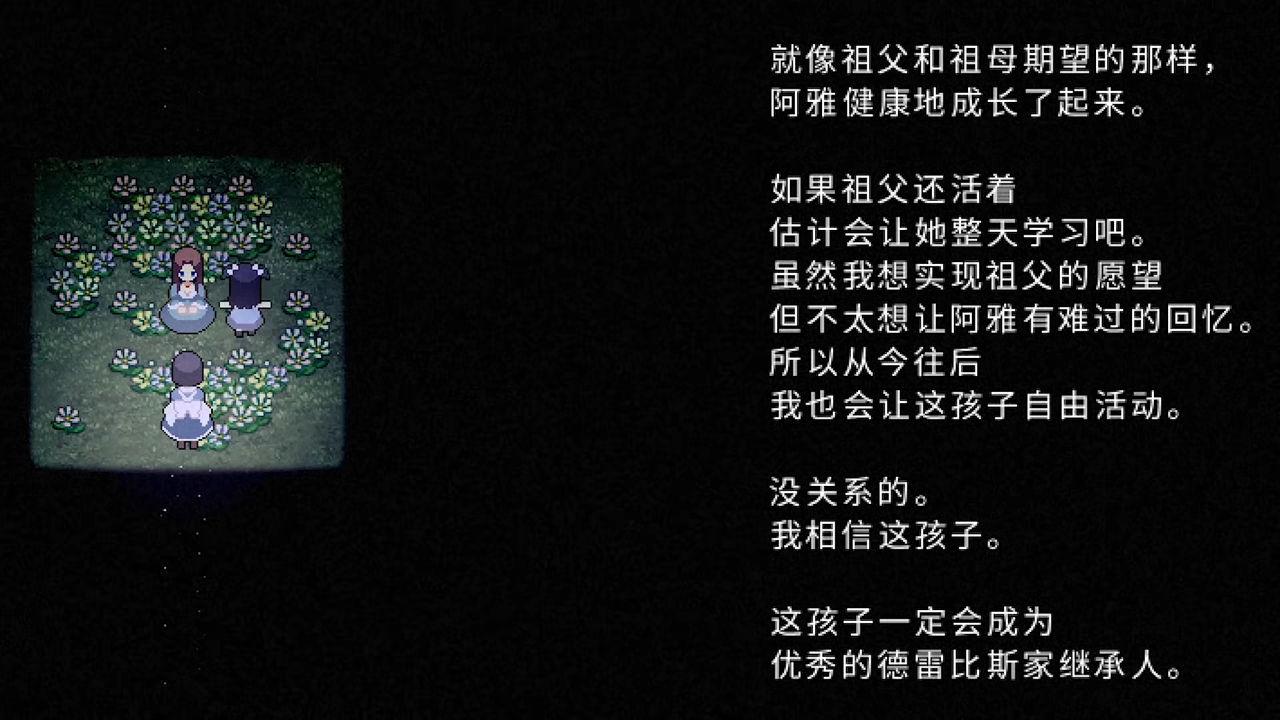 就像祖父和祖母期望的那样，
阿雅健康地成长了起来。
如果祖父还活着
估计会让她整天学习吧。
虽然我想实现祖父的愿望
但不太想让阿雅有难过的回忆。
所以从今往后
我也会让这孩子自由活动。
没关系的。
我相信这孩子。
这孩子一定会成为
优秀的德雷比斯家继承人。